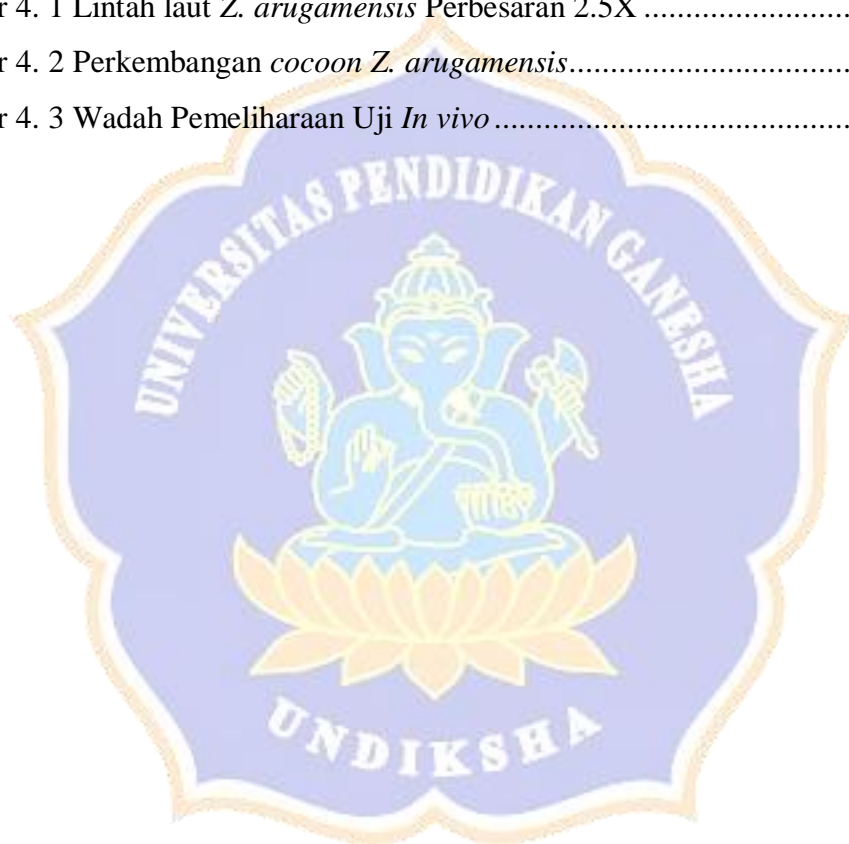 r 4. 1 Lintah laut Z. arugamensis Perbesaran 2.5X ..........................
r 4. 2 Perkembangan cocoon Z. arugamensis....................................
r 4. 3 Wadah Pemeliharaan Uji In vivo .............................................
UNIVERSITAS PENDIDIKAN GANESHA
UNDIKSHA